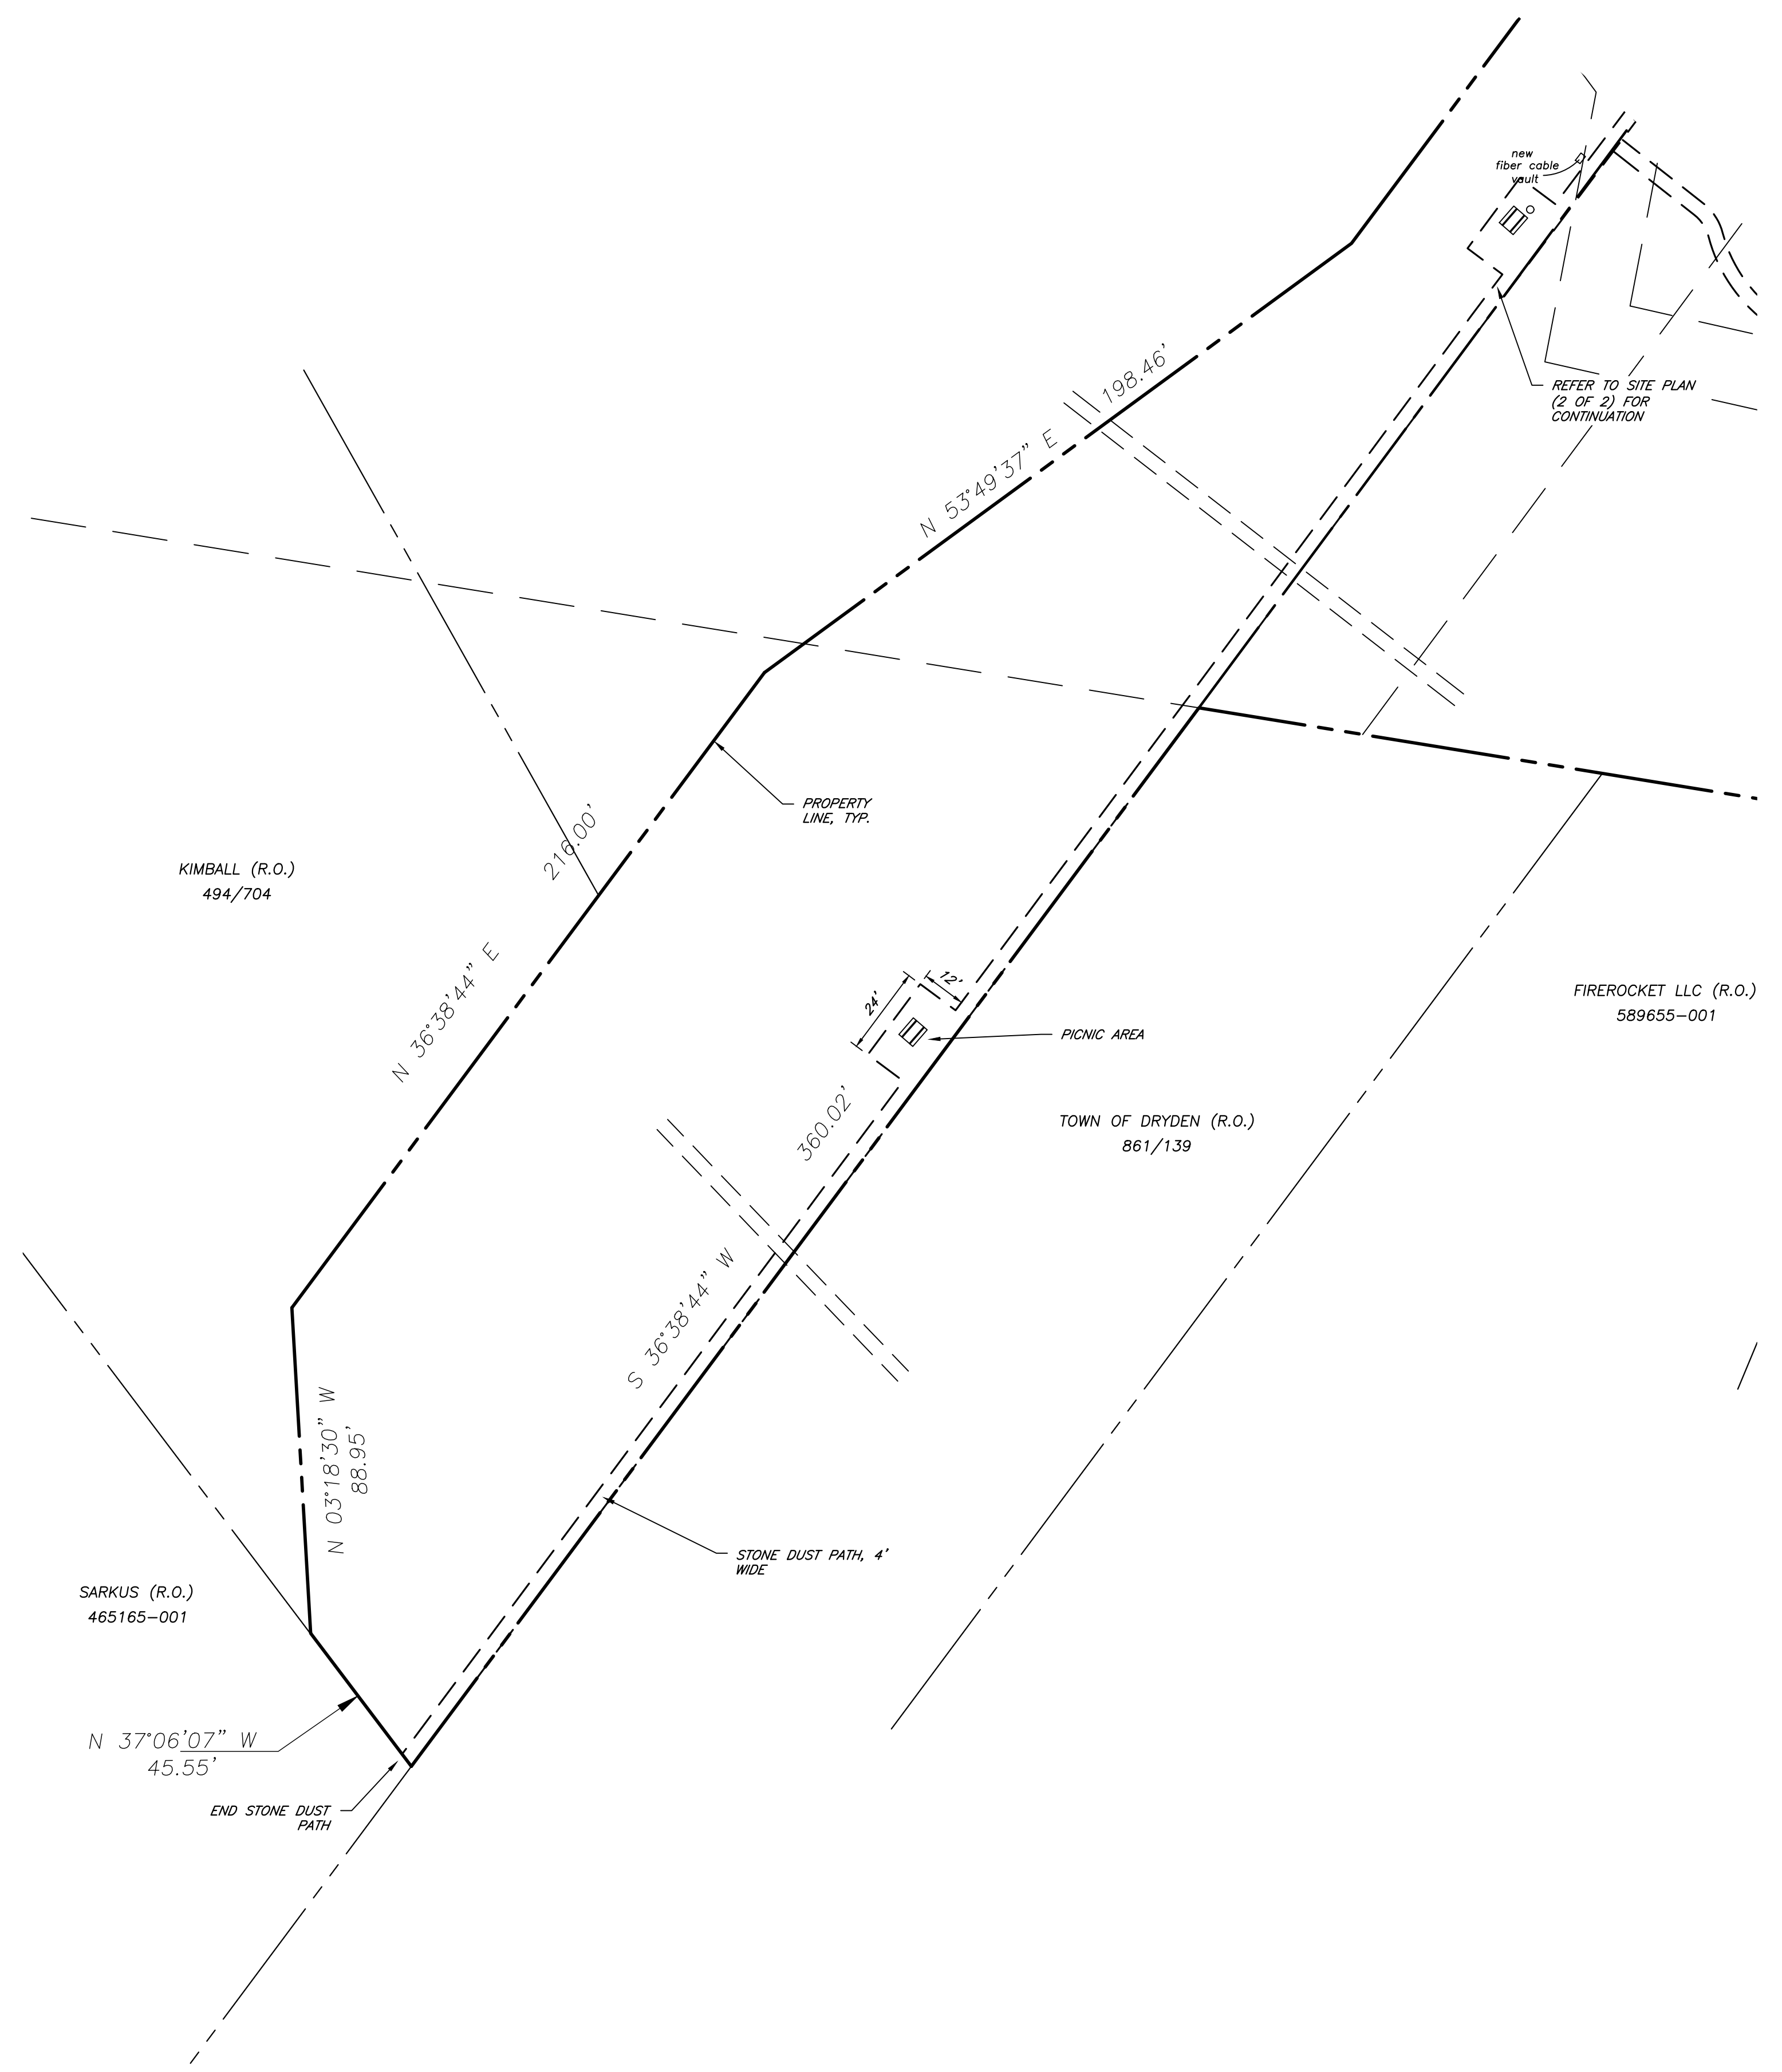 new
fiber cable
vault
198.46'
REFER TO SITE PLAN
(2 OF 2) FOR
CONTINUATION
N 53°49'37" E
PROPERTY
LINE, TYP.
216.00'
KIMBALL (R.O.)
494/704
N 36°38'44" E
24'
12'
FIREROCKET LLC (R.O.)
589655-001
PICNIC AREA
360.02'
TOWN OF DRYDEN (R.O.)
861/139
S 36°38'44" W
N 03°18'30" W
88.95'
STONE DUST PATH, 4'
WIDE
SARKUS (R.O.)
465165-001
N 37°06'07" W
45.55'
END STONE DUST
PATH